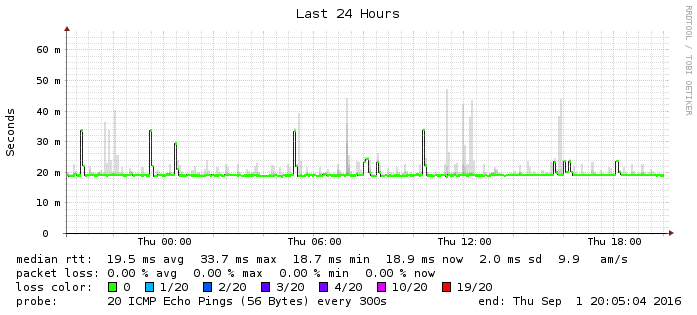 Last 24 Hours
RRDTOOL / TOBI OETIKER
Seconds
60 m
50 m
40 m
30 m
20 m
10 m
0
Thu 00:00 Thu 06:00 Thu 12:00 Thu 18:00
median rtt: 19.5 ms avg 33.7 ms max 18.7 ms min 18.9 ms now 2.0 ms sd 9.9 am/s
packet loss: 0.00 % avg 0.00 % max 0.00 % min 0.00 % now
loss color: 0 1/20 2/20 3/20 4/20 10/20 19/20
probe: 20 ICMP Echo Pings (56 Bytes) every 300s end: Thu Sep 1 20:05:04 2016